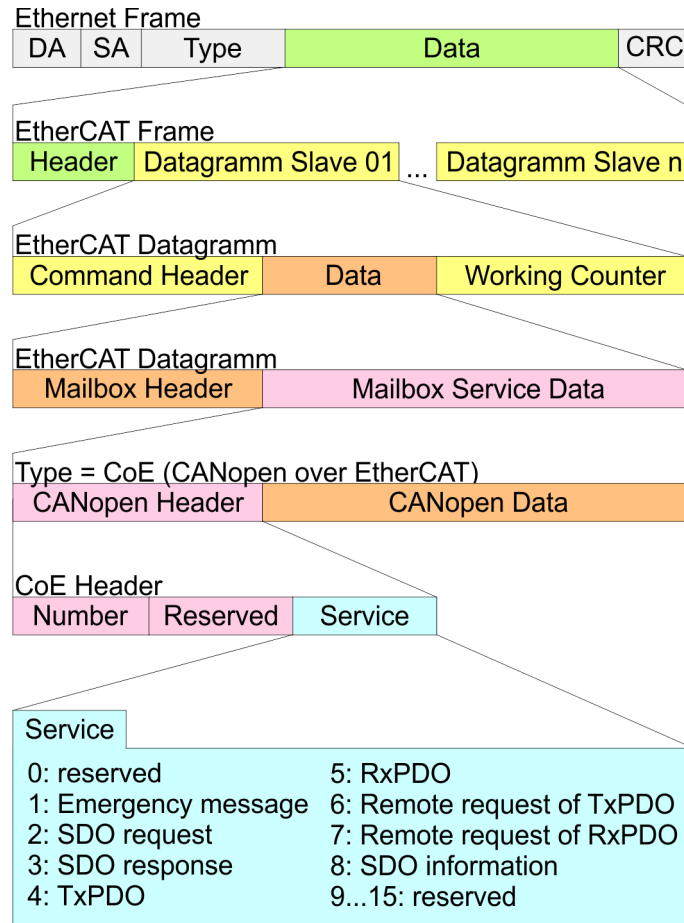 Ethernet Frame
DA SA Type Data CRC
EtherCAT Frame
Header Datagramm Slave 01 ... Datagramm Slave n
EtherCAT Datagramm
Command Header Data Working Counter
EtherCAT Datagramm
Mailbox Header Mailbox Service Data
Type = CoE (CANopen over EtherCAT)
CANopen Header CANopen Data
CoE Header
Number Reserved Service
Service
0: reserved
1: Emergency message
2: SDO request
3: SDO response
4: TxPDO
5: RxPDO
6: Remote request of TxPDO
7: Remote request of RxPDO
8: SDO information
9...15: reserved